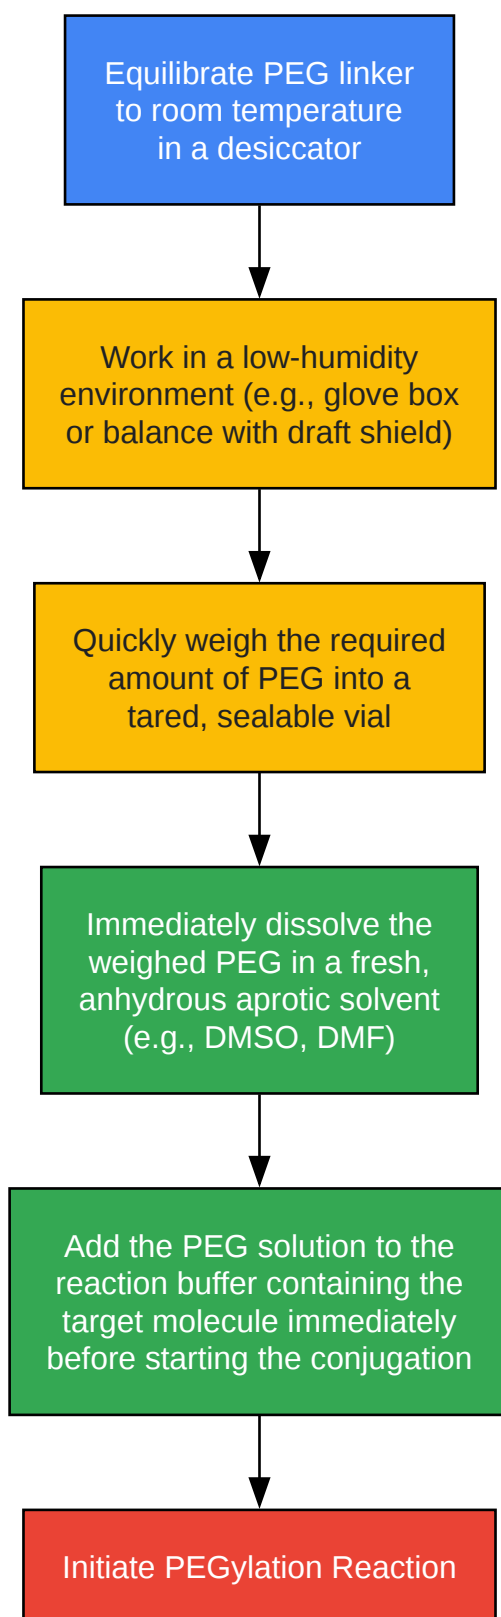 Equilibrate PEG linker
to room temperature
in a desiccator
Work in a low-humidity
environment (e.g., glove box
or balance with draft shield)
Quickly weigh the required
amount of PEG into a
tared, sealable vial
Immediately dissolve the
weighed PEG in a fresh,
anhydrous aprotic solvent
(e.g., DMSO, DMF)
Add the PEG solution to the
reaction buffer containing the
target molecule immediately
before starting the conjugation
Initiate PEGylation Reaction